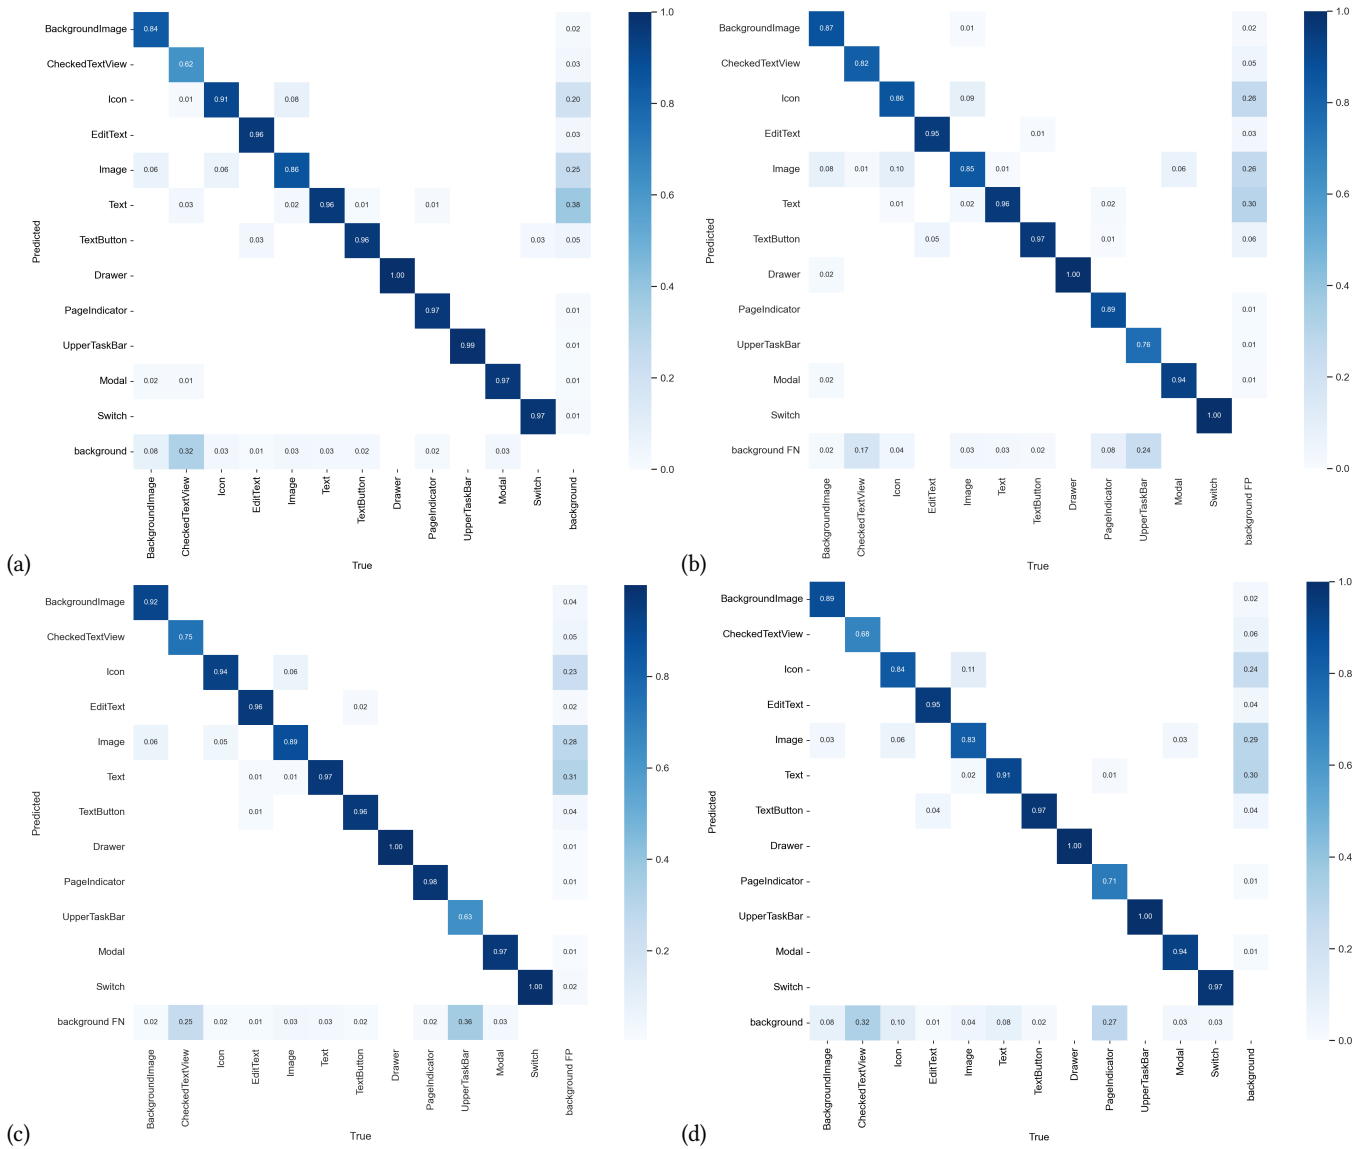 BackgroundImage 0.84 0.02
CheckedTextView 0.62 0.03
Icon 0.01 0.91 0.08 0.20
EditText 0.96 0.03
Image 0.06 0.06 0.86 0.25
Text 0.03 0.02 0.96 0.01 0.01 0.38
TextButton 0.03 0.96 0.03 0.05
Drawer 1.00
PageIndicator 0.97 0.01
UpperTaskBar 0.99 0.01
Modal 0.02 0.01 0.97 0.01
Switch 0.97 0.01
background 0.08 0.32 0.03 0.01 0.03 0.03 0.02 0.02 0.03
Predicted
BackgroundImage CheckedTextView Icon EditText Image Text TextButton Drawer PageIndicator UpperTaskBar Modal Switch background
True
1.0
0.8
0.6
0.4
0.2
0.0
(a)
BackgroundImage 0.87 0.01 0.02
CheckedTextView 0.82 0.05
Icon 0.86 0.09 0.26
EditText 0.95 0.01 0.03
Image 0.08 0.01 0.10 0.85 0.01 0.06 0.26
Text 0.01 0.02 0.96 0.02 0.30
TextButton 0.05 0.97 0.01 0.06
Drawer 0.02 1.00
PageIndicator 0.89 0.01
UpperTaskBar 0.76 0.01
Modal 0.02 0.94 0.01
Switch 1.00
background FN 0.02 0.17 0.04 0.03 0.03 0.02 0.08 0.24
Predicted
BackgroundImage CheckedTextView Icon EditText Image Text TextButton Drawer PageIndicator UpperTaskBar Modal Switch background FP
True
1.0
0.8
0.6
0.4
0.2
0.0
(b)
BackgroundImage 0.92 0.04
CheckedTextView 0.75 0.05
Icon 0.94 0.06 0.23
EditText 0.96 0.02 0.02
Image 0.06 0.05 0.89 0.28
Text 0.01 0.01 0.97 0.31
TextButton 0.01 0.96 0.04
Drawer 1.00 0.01
PageIndicator 0.98 0.01
UpperTaskBar 0.63
Modal 0.97 0.01
Switch 1.00 0.02
background FN 0.02 0.25 0.02 0.01 0.03 0.03 0.02 0.02 0.36 0.03
Predicted
BackgroundImage CheckedTextView Icon EditText Image Text TextButton Drawer PageIndicator UpperTaskBar Modal Switch background FP
True
0.8
0.6
0.4
0.2
(c)
BackgroundImage 0.89 0.02
CheckedTextView 0.68 0.06
Icon 0.84 0.11 0.24
EditText 0.95 0.04
Image 0.03 0.06 0.83 0.03 0.29
Text 0.02 0.91 0.01 0.30
TextButton 0.04 0.97 0.04
Drawer 1.00
PageIndicator 0.71 0.01
UpperTaskBar 1.00
Modal 0.94 0.01
Switch 0.97
background 0.08 0.32 0.10 0.01 0.04 0.08 0.02 0.27 0.03 0.03
Predicted
BackgroundImage CheckedTextView Icon EditText Image Text TextButton Drawer PageIndicator UpperTaskBar Modal Switch background
True
1.0
0.8
0.6
0.4
0.2
0.0
(d)